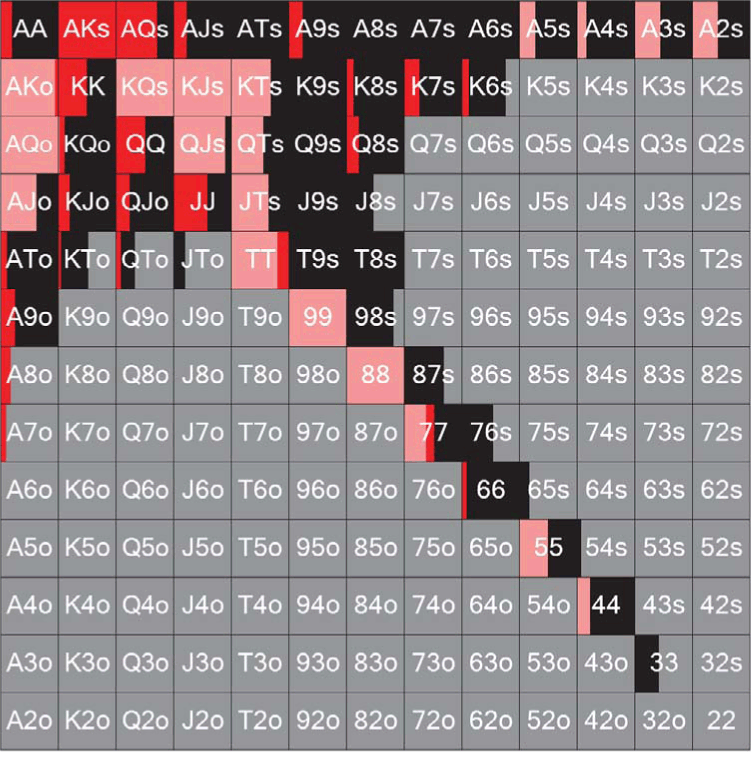 AA AKs AQs AJs ATs A9s A8s A7s A6s A5s A4s A3s A2s
AKo KK KQs KJs KTs K9s K8s K7s K6s K5s K4s K3s K2s
AQo KQo QQ QJs QTs Q9s Q8s Q7s Q6s Q5s Q4s Q3s Q2s
AJo KJo QJo JJ JTs J9s J8s J7s J6s J5s J4s J3s J2s
ATo KTo QTo JTo TT T9s T8s T7s T6s T5s T4s T3s T2s
A9o K9o Q9o J9o T9o 99 98s 97s 96s 95s 94s 93s 92s
A8o K8o Q8o J8o T8o 98o 88 87s 86s 85s 84s 83s 82s
A7o K7o Q7o J7o T7o 97o 87o 77 76s 75s 74s 73s 72s
A6o K6o Q6o J6o T6o 96o 86o 76o 66 65s 64s 63s 62s
A5o K5o Q5o J5o T5o 95o 85o 75o 65o 55 54s 53s 52s
A4o K4o Q4o J4o T4o 94o 84o 74o 64o 54o 44 43s 42s
A3o K3o Q3o J3o T3o 93o 83o 73o 63o 53o 43o 33 32s
A2o K2o Q2o J2o T2o 92o 82o 72o 62o 52o 42o 32o 22